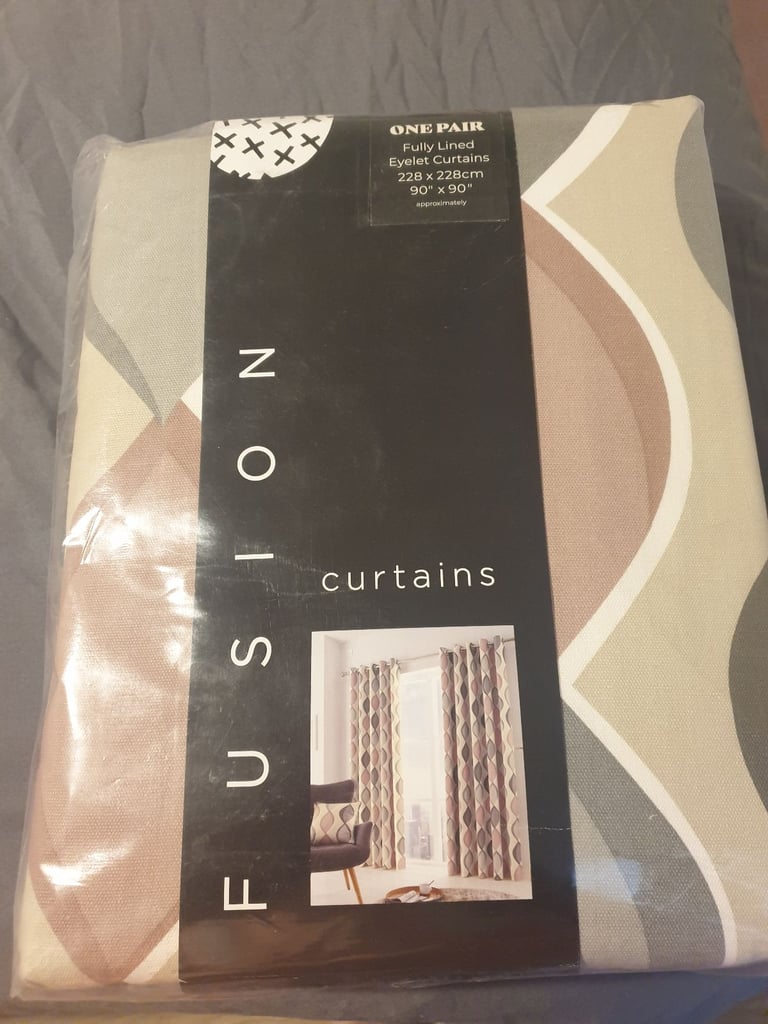 ONE PAIR
Fully Lined
Eyelet Curtains
228 x 228cm
90" x 90"
approximately
FUSION
curtains